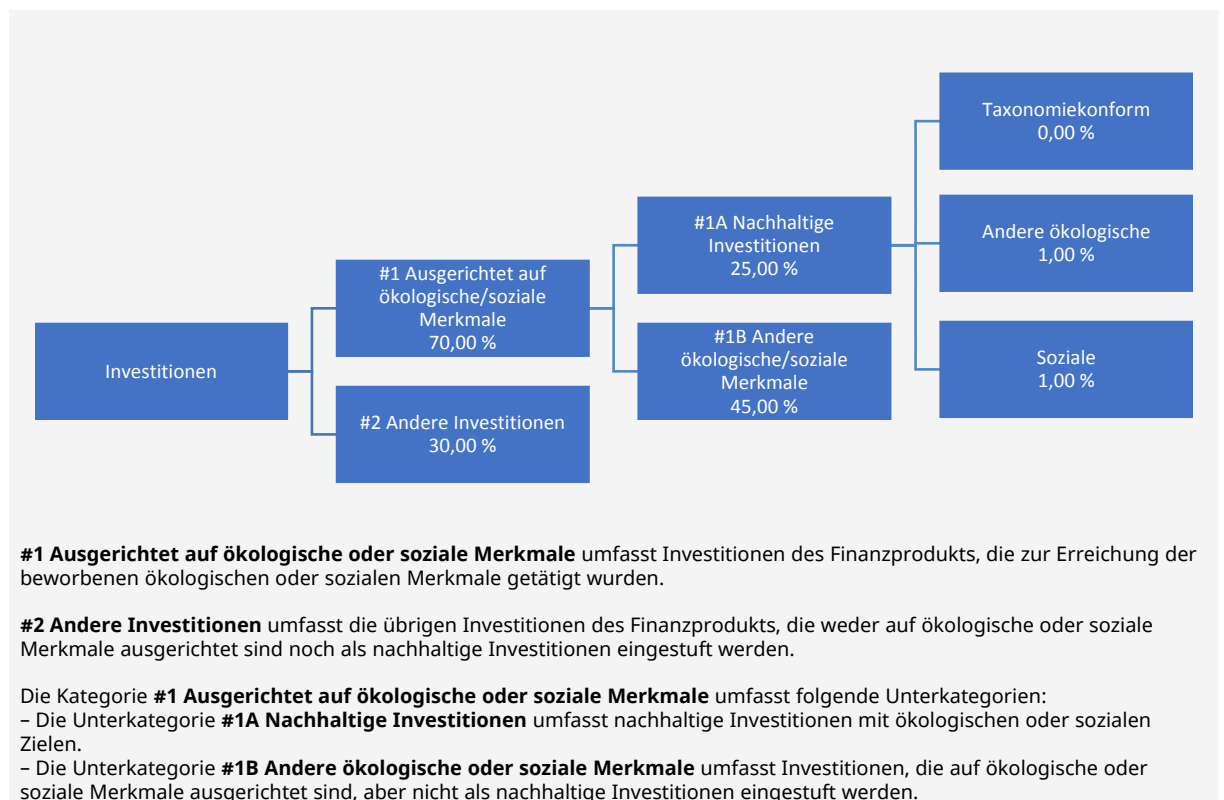 Investitionen
#1 Ausgerichtet auf
ökologische/soziale
Merkmale
70,00 %
#2 Andere Investitionen
30,00 %
#1A Nachhaltige
Investitionen
25,00 %
#1B Andere
ökologische/soziale
Merkmale
45,00 %
Taxonomiekonform
0,00 %
Andere ökologische
1,00 %
Soziale
1,00 %
#1 Ausgerichtet auf ökologische oder soziale Merkmale umfasst Investitionen des Finanzprodukts, die zur Erreichung der
beworbenen ökologischen oder sozialen Merkmale getätigt wurden.
#2 Andere Investitionen umfasst die übrigen Investitionen des Finanzprodukts, die weder auf ökologische oder soziale
Merkmale ausgerichtet sind noch als nachhaltige Investitionen eingestuft werden.
Die Kategorie #1 Ausgerichtet auf ökologische oder soziale Merkmale umfasst folgende Unterkategorien:
– Die Unterkategorie #1A Nachhaltige Investitionen umfasst nachhaltige Investitionen mit ökologischen oder sozialen
Zielen.
– Die Unterkategorie #1B Andere ökologische oder soziale Merkmale umfasst Investitionen, die auf ökologische oder
soziale Merkmale ausgerichtet sind, aber nicht als nachhaltige Investitionen eingestuft werden.